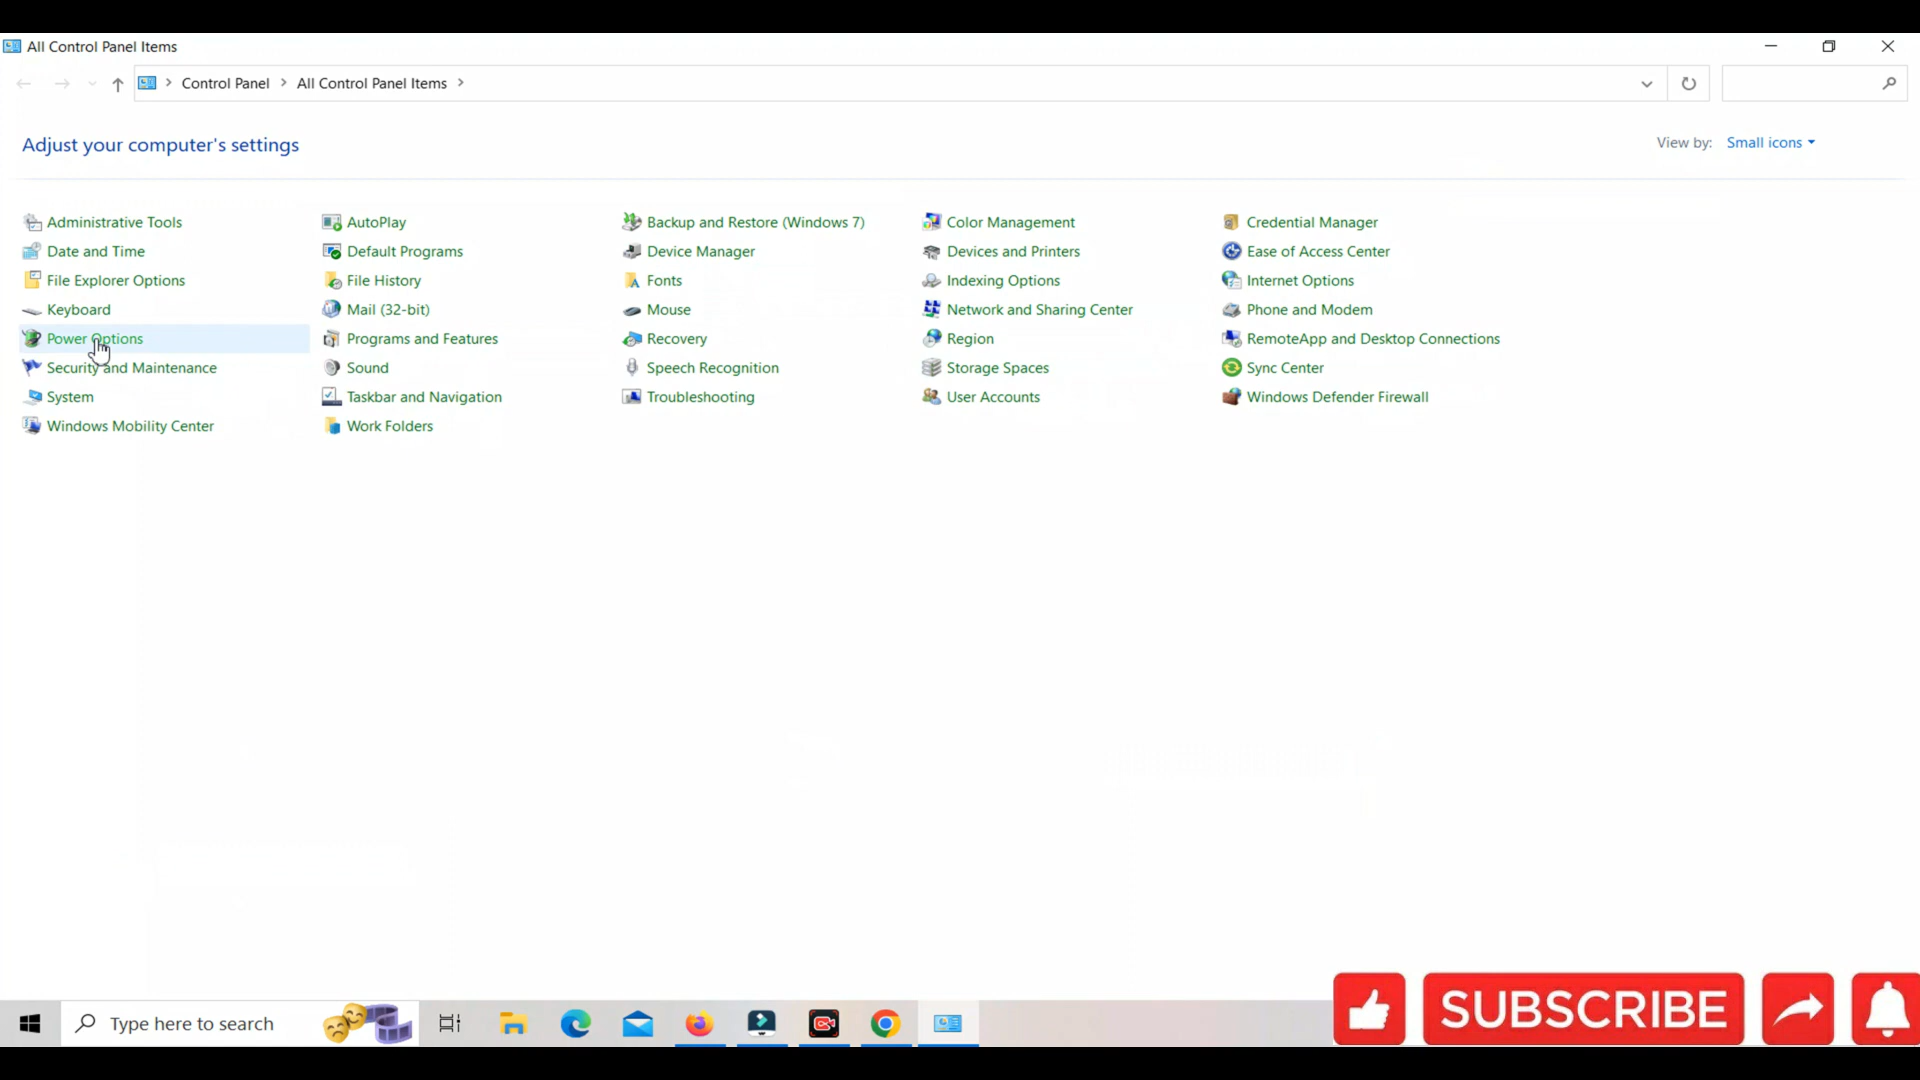 All Control Panel Items
Control Panel > All Control Panel Items >
Adjust your computer's settings
View by: Small icons
Administrative Tools
AutoPlay
Backup and Restore (Windows 7)
Color Management
Credential Manager
Date and Time
Default Programs
Device Manager
Devices and Printers
Ease of Access Center
File Explorer Options
File History
Fonts
Indexing Options
Internet Options
Keyboard
Mail (32-bit)
Mouse
Network and Sharing Center
Phone and Modem
Power Options
Programs and Features
Recovery
Region
RemoteApp and Desktop Connections
Security and Maintenance
Sound
Speech Recognition
Storage Spaces
Sync Center
System
Taskbar and Navigation
Troubleshooting
User Accounts
Windows Defender Firewall
Windows Mobility Center
Work Folders
Type here to search
SUBSCRIBE